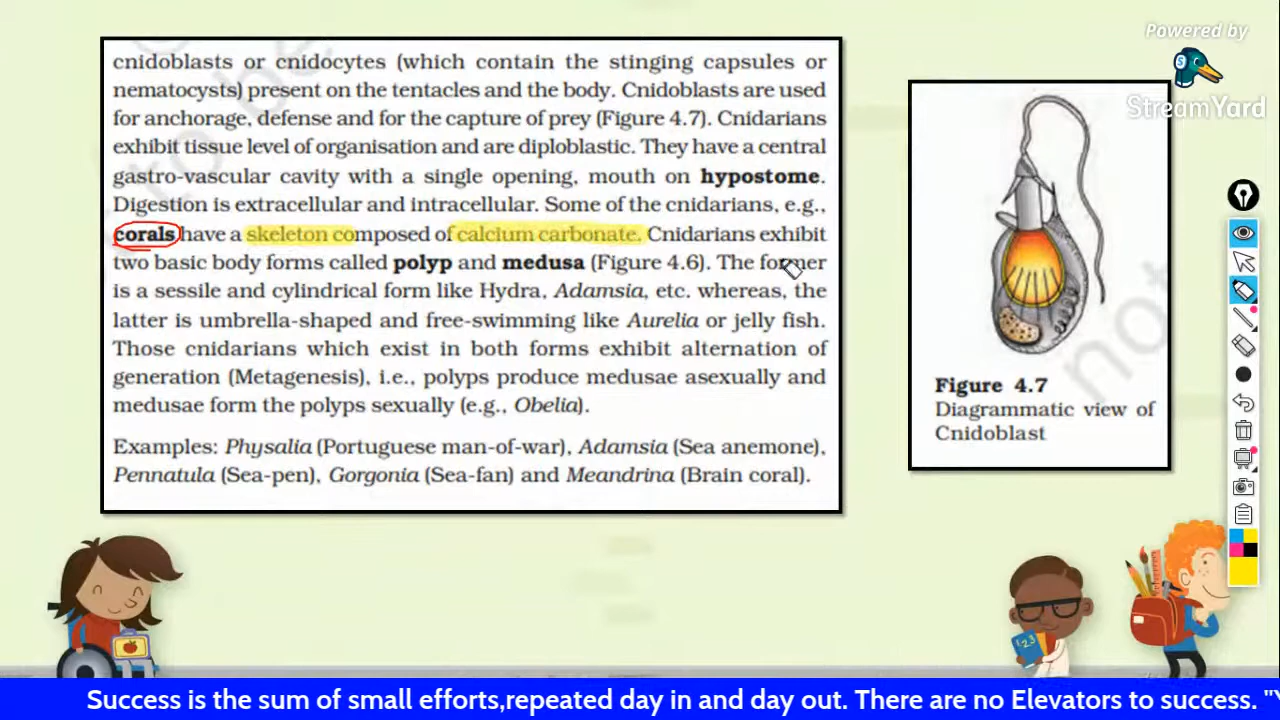 Powered by
StreamYard
cnidoblasts or cnidocytes (which contain the stinging capsules or
nematocysts) present on the tentacles and the body. Cnidoblasts are used
for anchorage, defense and for the capture of prey (Figure 4.7). Cnidarians
exhibit tissue level of organisation and are diploblastic. They have a central
gastro-vascular cavity with a single opening, mouth on hypostome.
Digestion is extracellular and intracellular. Some of the cnidarians, e.g.,
corals have a skeleton composed of calcium carbonate. Cnidarians exhibit
two basic body forms called polyp and medusa (Figure 4.6). The former
is a sessile and cylindrical form like Hydra, Adamsia, etc. whereas, the
latter is umbrella-shaped and free-swimming like Aurelia or jelly fish.
Those cnidarians which exist in both forms exhibit alternation of
generation (Metagenesis), i.e., polyps produce medusae asexually and
medusae form the polyps sexually (e.g., Obelia).
Examples: Physalia (Portuguese man-of-war), Adamsia (Sea anemone),
Pennatula (Sea-pen), Gorgonia (Sea-fan) and Meandrina (Brain coral).
Figure 4.7
Diagrammatic view of
Cnidoblast
to be
not
123
Success is the sum of small efforts,repeated day in and day out. There are no Elevators to success. "Y